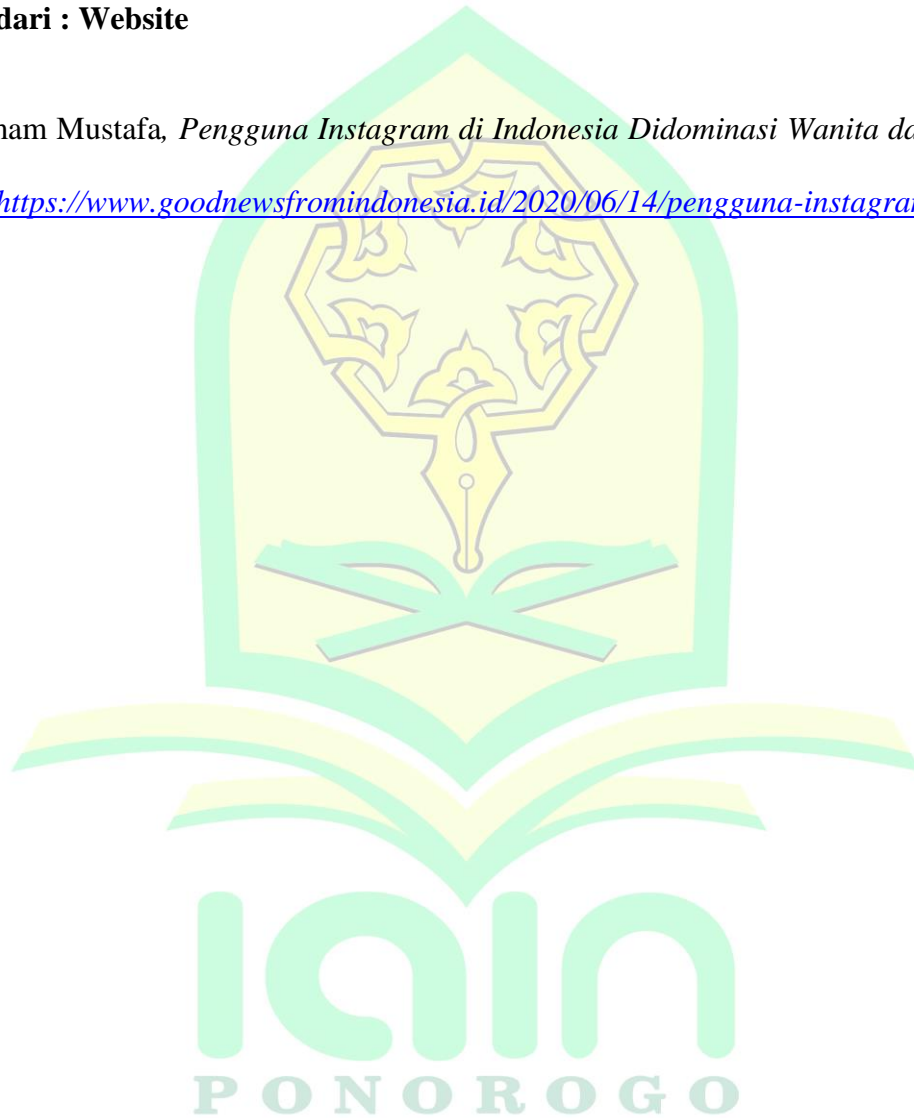 dari : Website
nam Mustafa, Pengguna Instagram di Indonesia Didominasi Wanita da
https://www.goodnewsfromindonesia.id/2020/06/14/pengguna-instagra
iain
PONOROGO